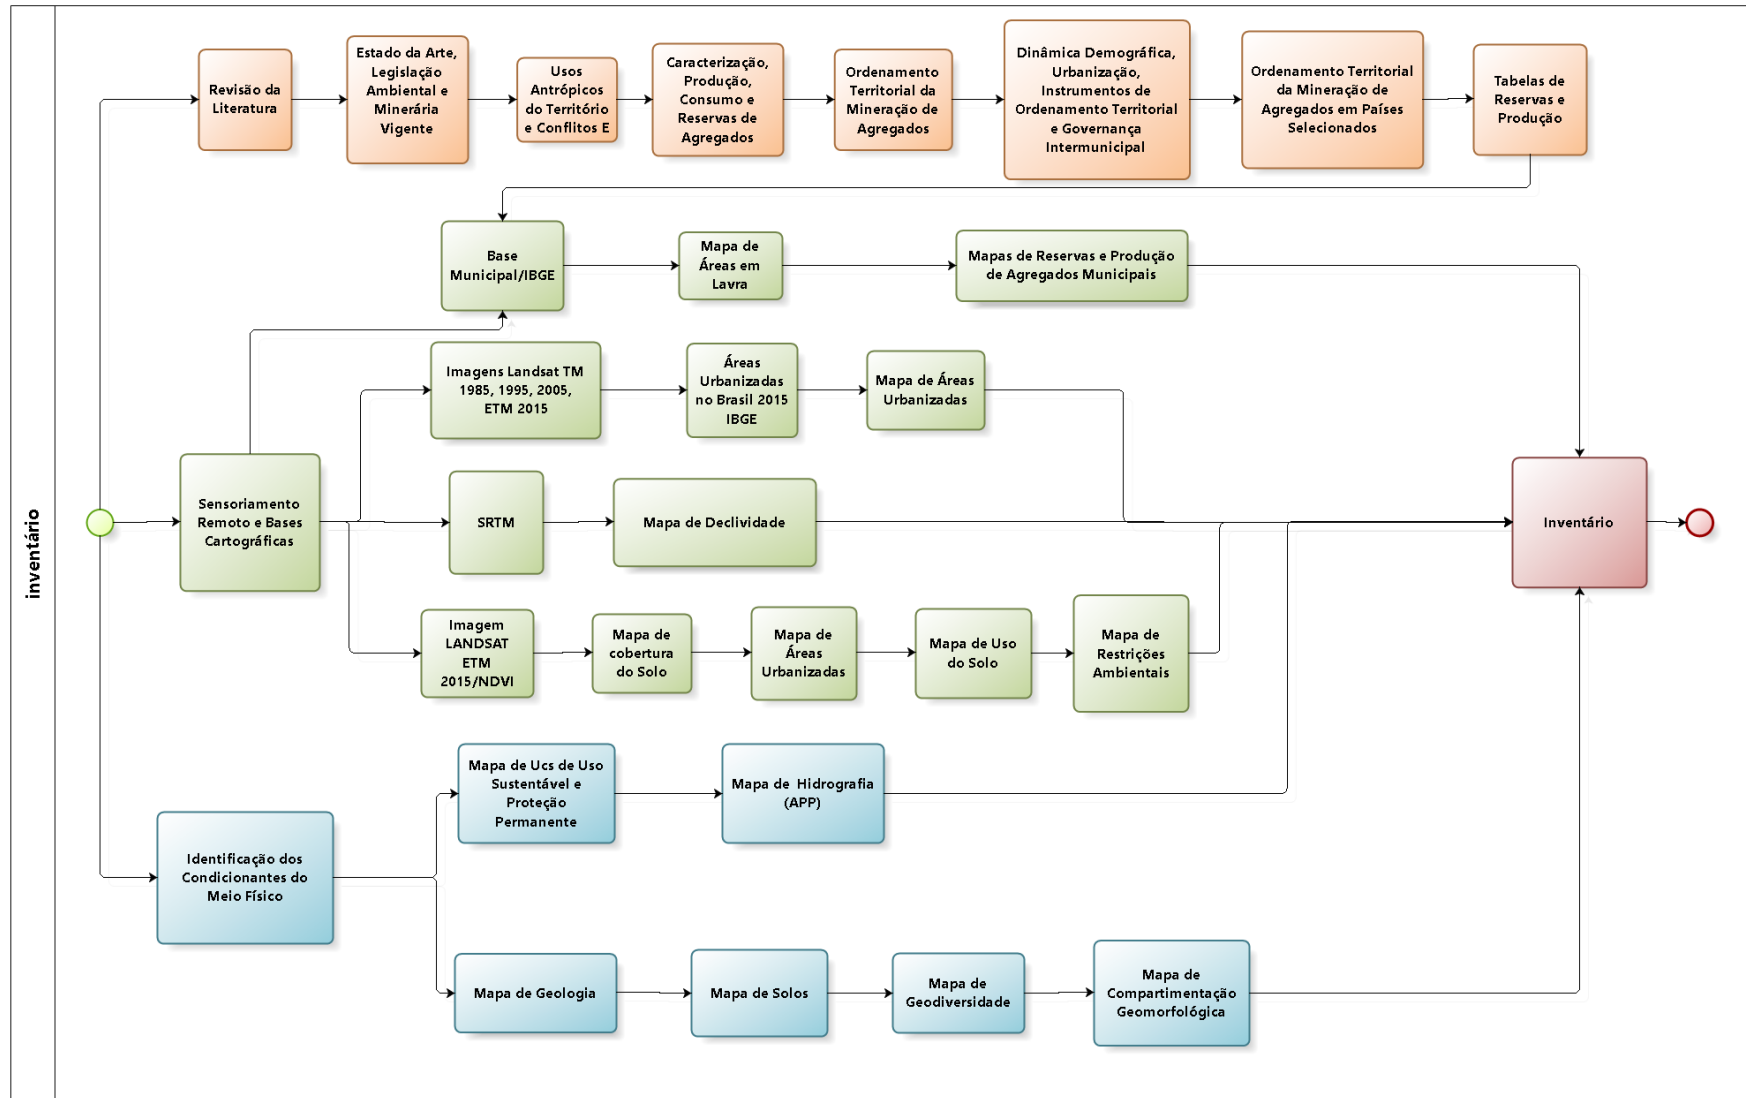 inventário
Revisão da
Literatura
Estado da Arte,
Legislação
Ambiental e
Minerária
Vigente
Usos
Antrópicos
do Território
e Conflitos E
Caracterização,
Produção,
Consumo e
Reservas de
Agregados
Ordenamento
Territorial da
Mineração de
Agregados
Dinâmica Demográfica,
Urbanização,
Instrumentos de
Ordenamento Territorial
e Governança
Intermunicipal
Ordenamento Territorial
da Mineração de
Agregados em Países
Selecionados
Tabelas de
Reservas e
Produção
Base
Municipal/IBGE
Mapa de
Áreas em
Lavra
Mapas de Reservas e Produção
de Agregados Municipais
Imagens Landsat TM
1985, 1995, 2005,
ETM 2015
Áreas
Urbanizadas
no Brasil 2015
IBGE
Mapa de Áreas
Urbanizadas
Sensoriamento
Remoto e Bases
Cartográficas
SRTM
Mapa de Declividade
Inventário
Imagem
LANDSAT
ETM
2015/NDVI
Mapa de
cobertura
do Solo
Mapa de
Áreas
Urbanizadas
Mapa de Uso
do Solo
Mapa de
Restrições
Ambientais
Mapa de Ucs de Uso
Sustentável e
Proteção
Permanente
Mapa de  Hidrografia
(APP)
Identificação dos
Condicionantes do
Meio Físico
Mapa de Geologia
Mapa de Solos
Mapa de
Geodiversidade
Mapa de
Compartimentação
Geomorfológica